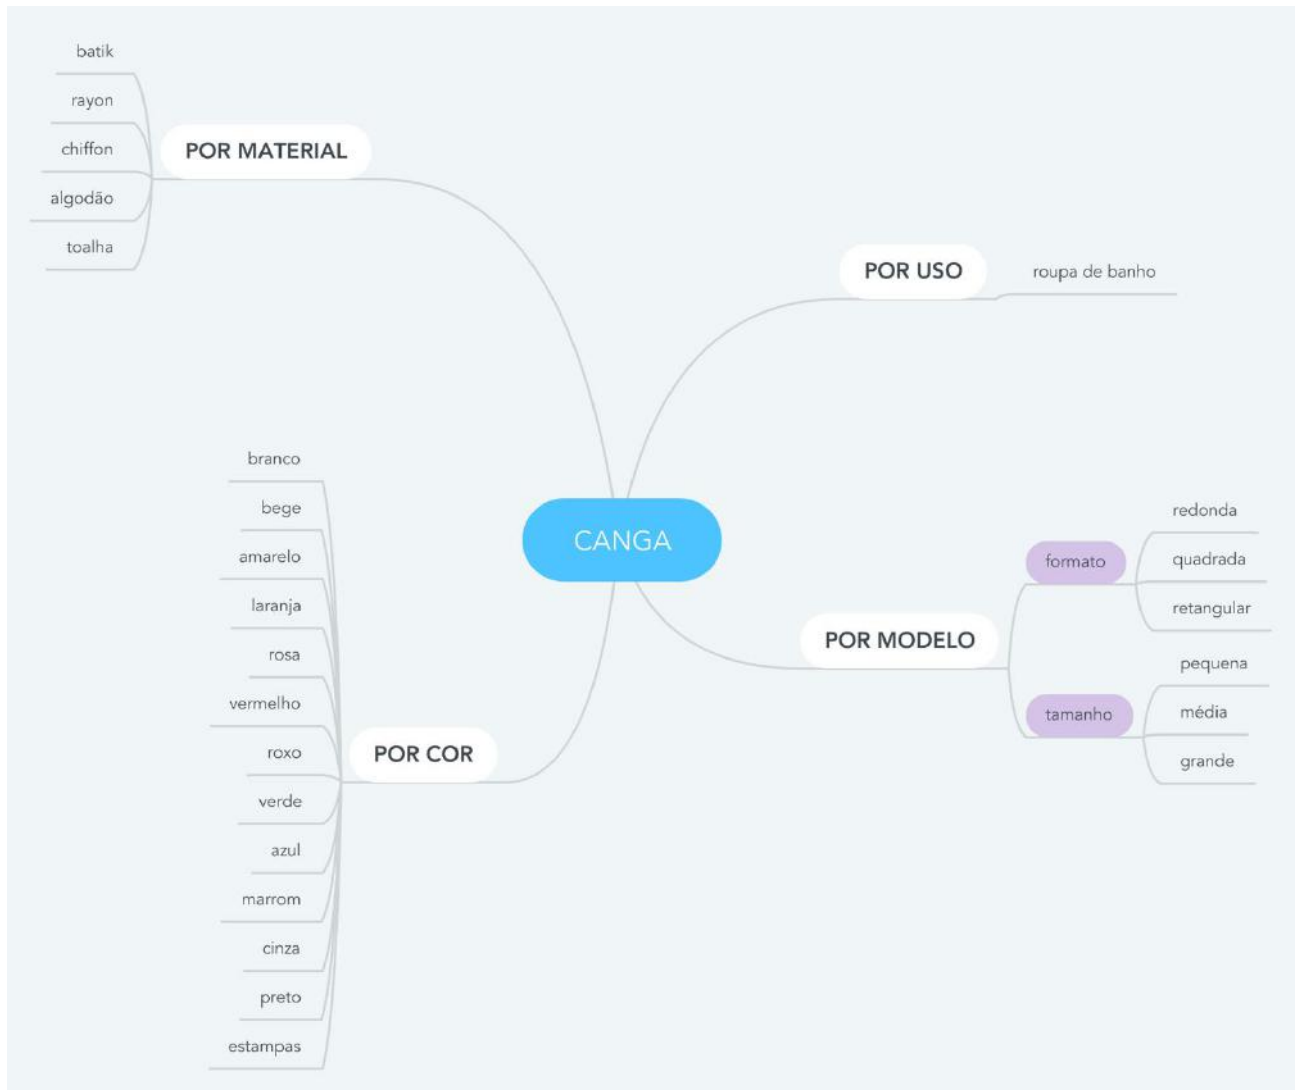 batik
rayon
chiffon
algodão
toalha
POR MATERIAL
POR USO
roupa de banho
CANGA
branco
bege
amarelo
laranja
rosa
vermelho
roxo
verde
azul
marrom
cinza
preto
estampas
POR COR
POR MODELO
formato
redonda
quadrada
retangular
tamanho
pequena
média
grande